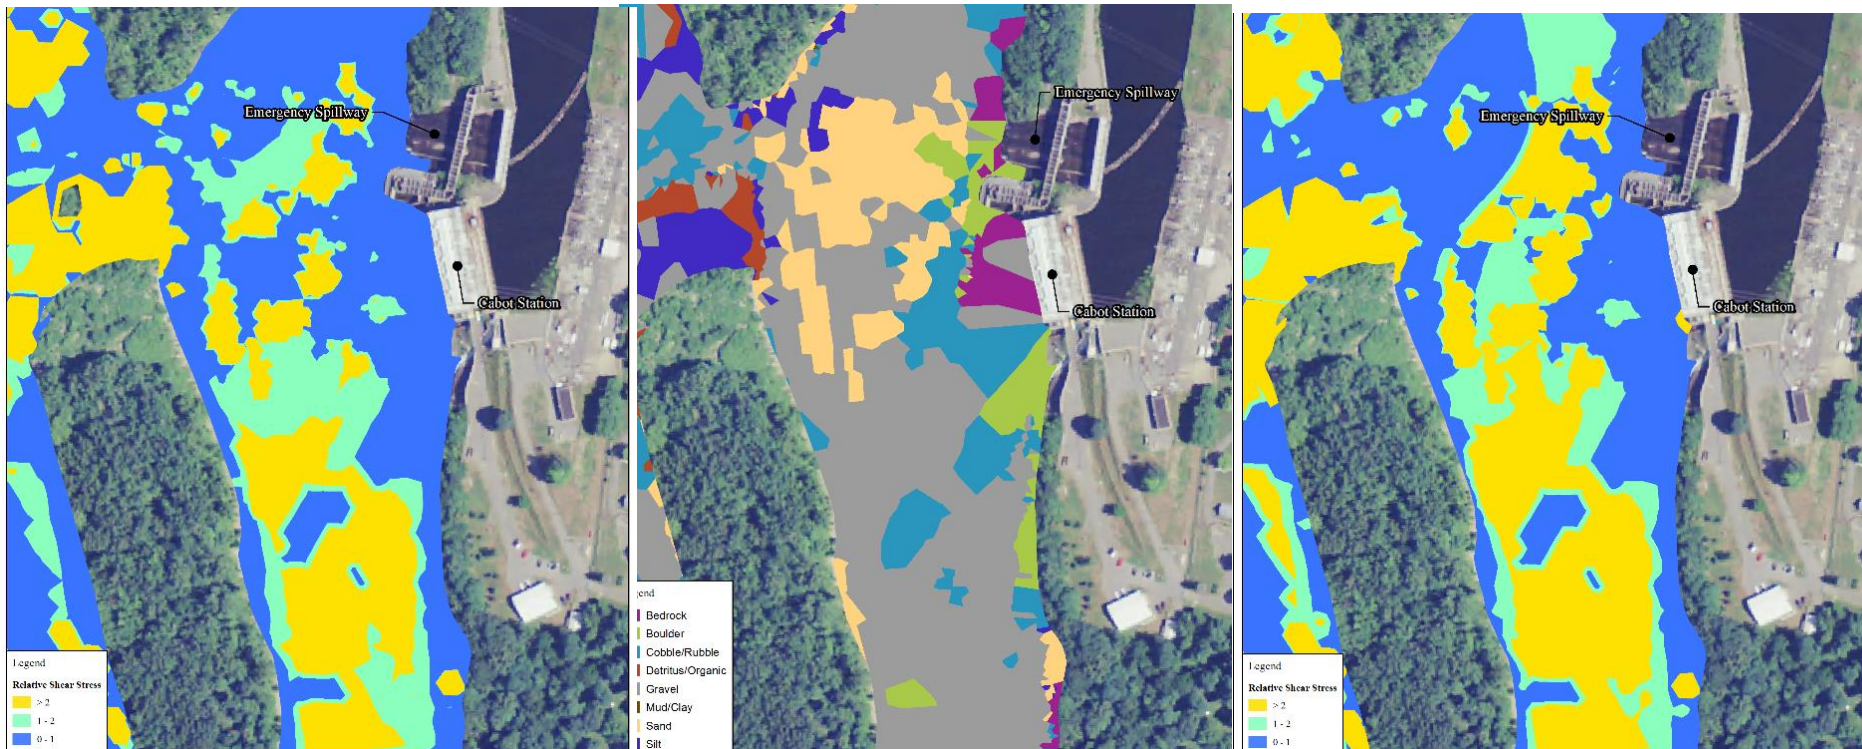 Emergency Spillway
Cabot Station
Legend
Relative Shear Stress
> 2
1 - 2
0 - 1
Emergency Spillway
Cabot Station
end
Bedrock
Boulder
Cobble/Rubble
Detritus/Organic
Gravel
Mud/Clay
Sand
Silt
Emergency Spillway
Cabot Station
Legend
Relative Shear Stress
> 2
1 - 2
0 - 1